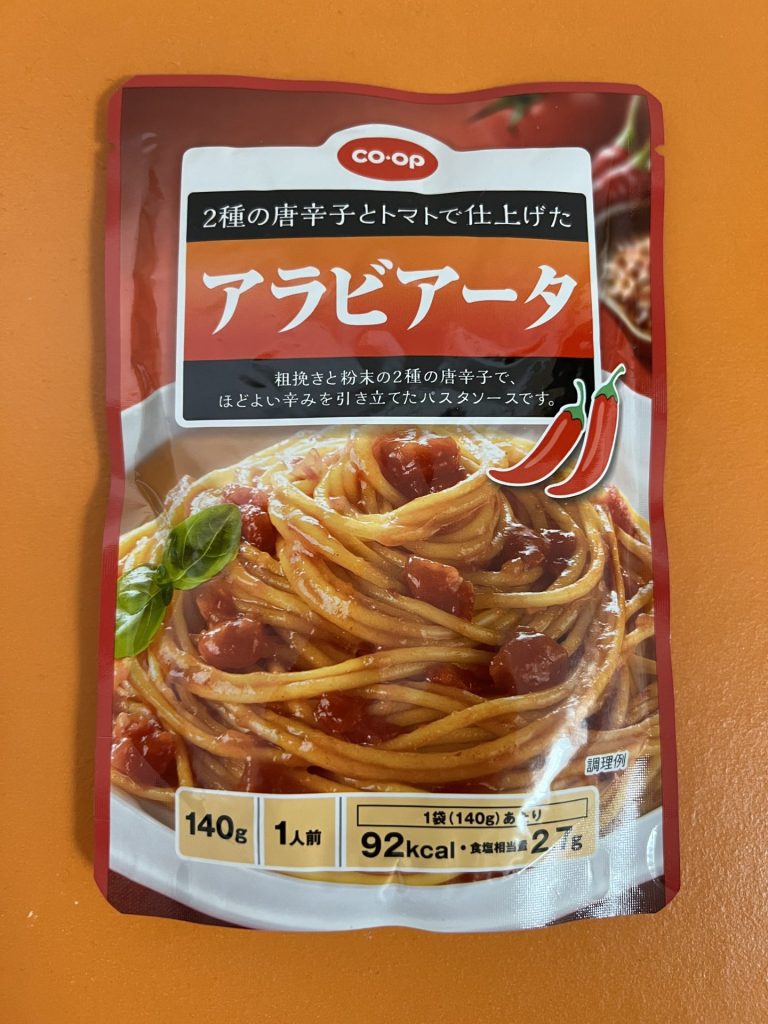 CO·OP
2種の唐辛子とトマトで仕上げた
アラビアータ
粗挽きと粉末の2種の唐辛子で、
ほどよい辛みを引き立てたパスタソースです。
調理例
140g
1人前
1袋(140g)あたり
92kcal・食塩相当量2.7g